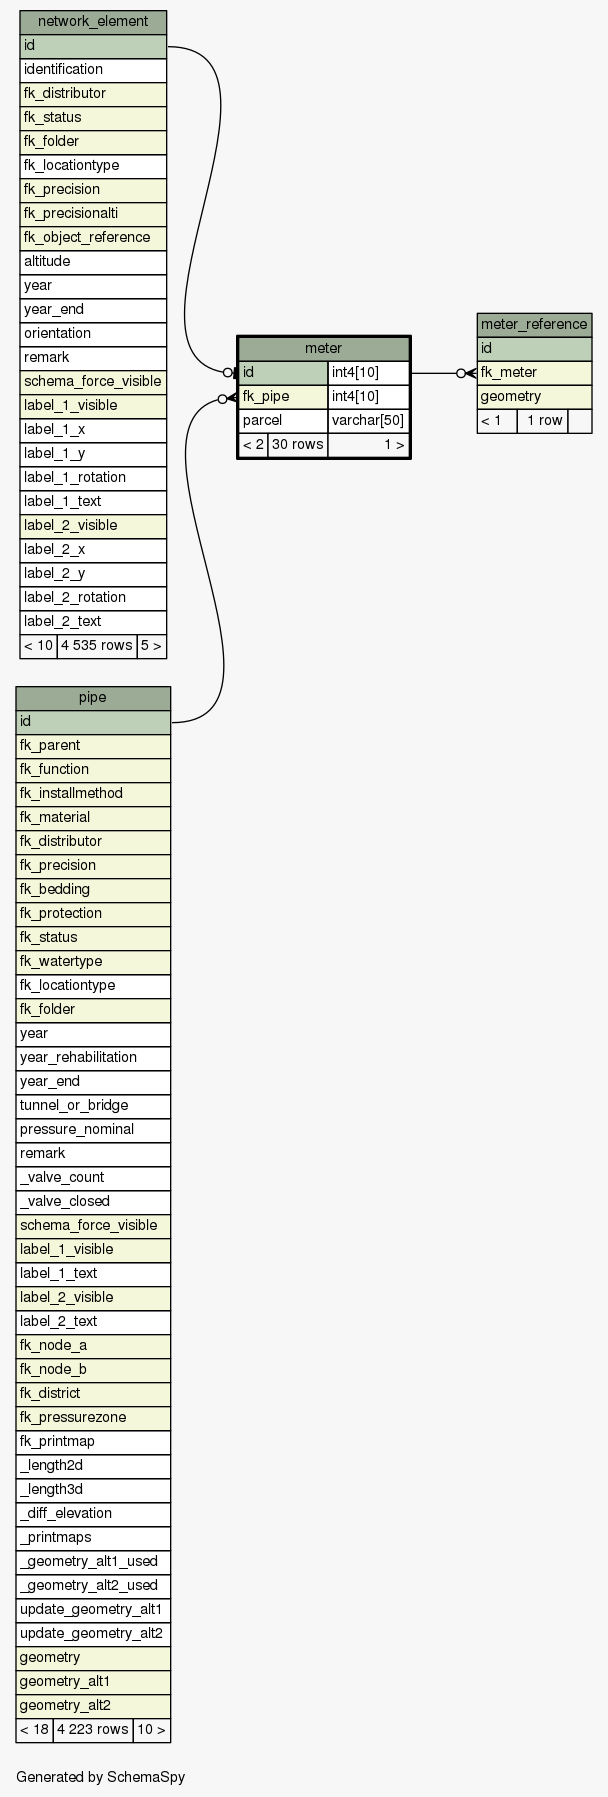 network_element
id
identification
fk_distributor
fk_status
fk_folder
fk_locationtype
fk_precision
fk_precisionalti
fk_object_reference
altitude
year
year_end
orientation
remark
schema_force_visible
label_1_visible
label_1_x
label_1_y
label_1_rotation
label_1_text
label_2_visible
label_2_x
label_2_y
label_2_rotation
label_2_text
< 10 4 535 rows 5 >
meter
id int4[10]
fk_pipe int4[10]
parcel varchar[50]
< 2 30 rows 1 >
meter_reference
id
fk_meter
geometry
< 1 1 row
pipe
id
fk_parent
fk_function
fk_installmethod
fk_material
fk_distributor
fk_precision
fk_bedding
fk_protection
fk_status
fk_watertype
fk_locationtype
fk_folder
year
year_rehabilitation
year_end
tunnel_or_bridge
pressure_nominal
remark
_valve_count
_valve_closed
schema_force_visible
label_1_visible
label_1_text
label_2_visible
label_2_text
fk_node_a
fk_node_b
fk_district
fk_pressurezone
fk_printmap
_length2d
_length3d
_diff_elevation
_printmaps
_geometry_alt1_used
_geometry_alt2_used
update_geometry_alt1
update_geometry_alt2
geometry
geometry_alt1
geometry_alt2
< 18 4 223 rows 10 >
Generated by SchemaSpy